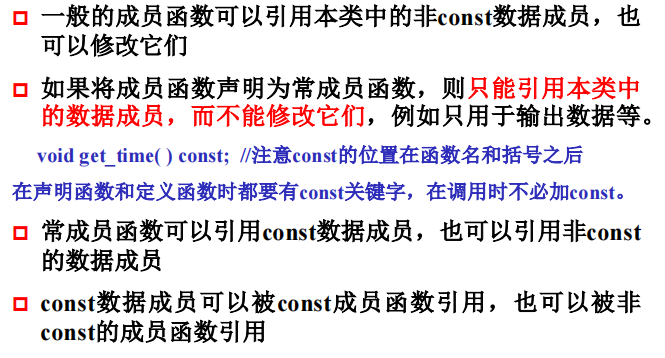 一般的成员函数可以引用本类中的非const数据成员，也
可以修改它们
如果将成员函数声明为常成员函数，则只能引用本类中
的数据成员，而不能修改它们，例如只用于输出数据等。
void get_time( ) const; //注意const的位置在函数名和括号之后
在声明函数和定义函数时都要有const关键字，在调用时不必加const。
常成员函数可以引用const数据成员，也可以引用非const
的数据成员
const数据成员可以被const成员函数引用，也可以被非
const的成员函数引用